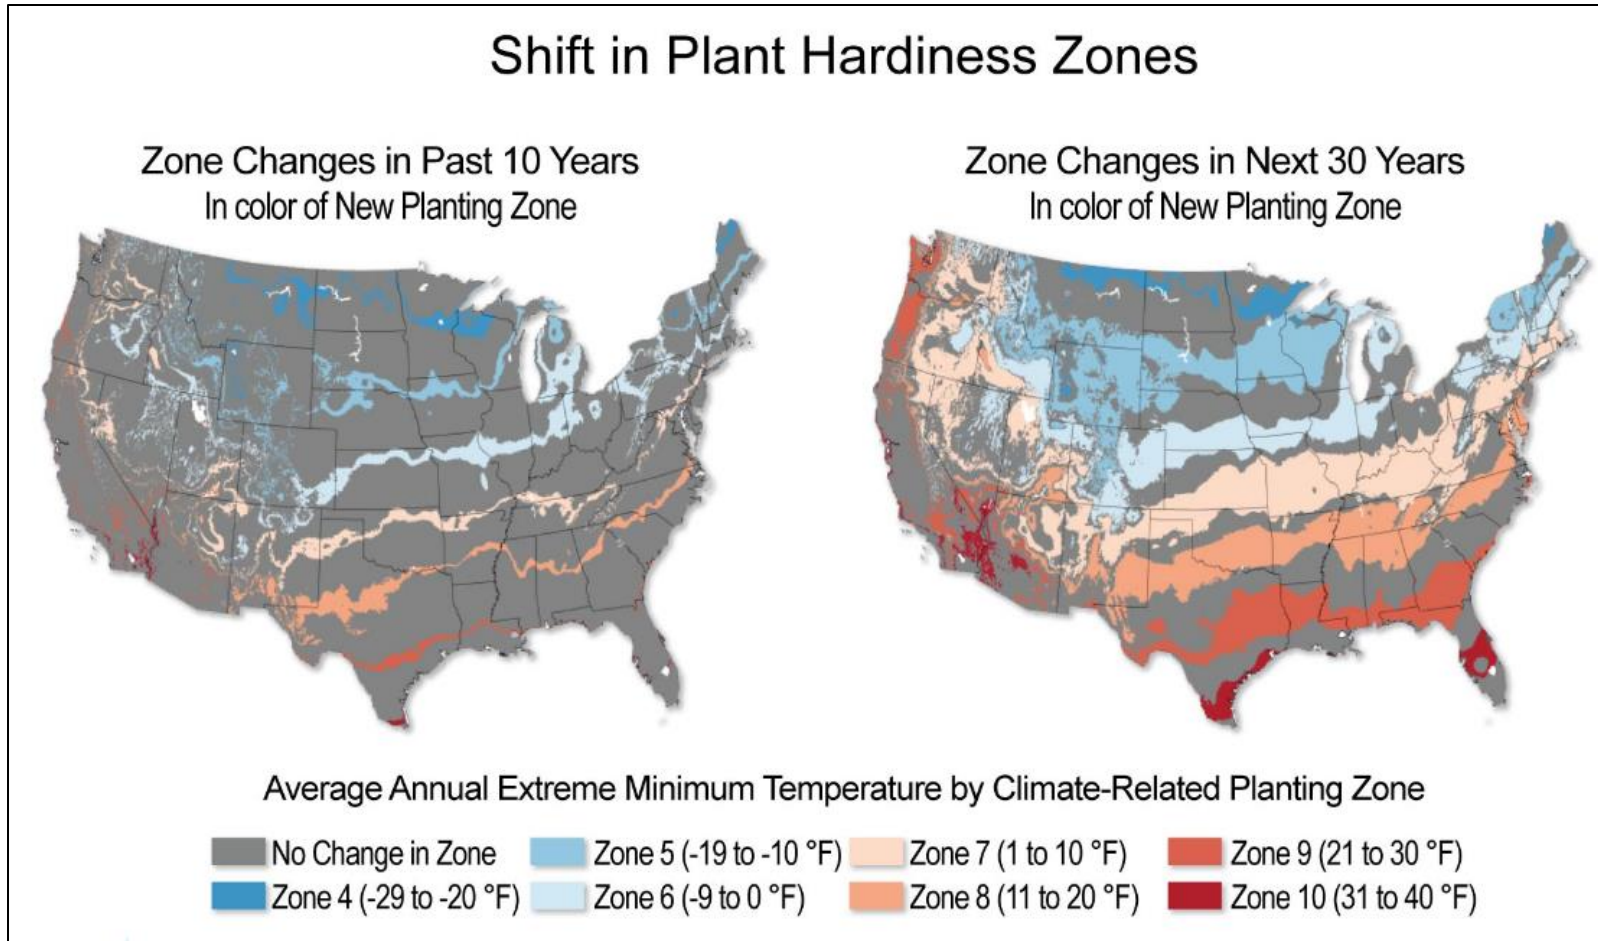 Shift in Plant Hardiness Zones
Zone Changes in Past 10 Years
In color of New Planting Zone
Zone Changes in Next 30 Years
In color of New Planting Zone
Average Annual Extreme Minimum Temperature by Climate-Related Planting Zone
No Change in Zone
Zone 4 (-29 to -20 °F)
Zone 5 (-19 to -10 °F)
Zone 6 (-9 to 0 °F)
Zone 7 (1 to 10 °F)
Zone 8 (11 to 20 °F)
Zone 9 (21 to 30 °F)
Zone 10 (31 to 40 °F)